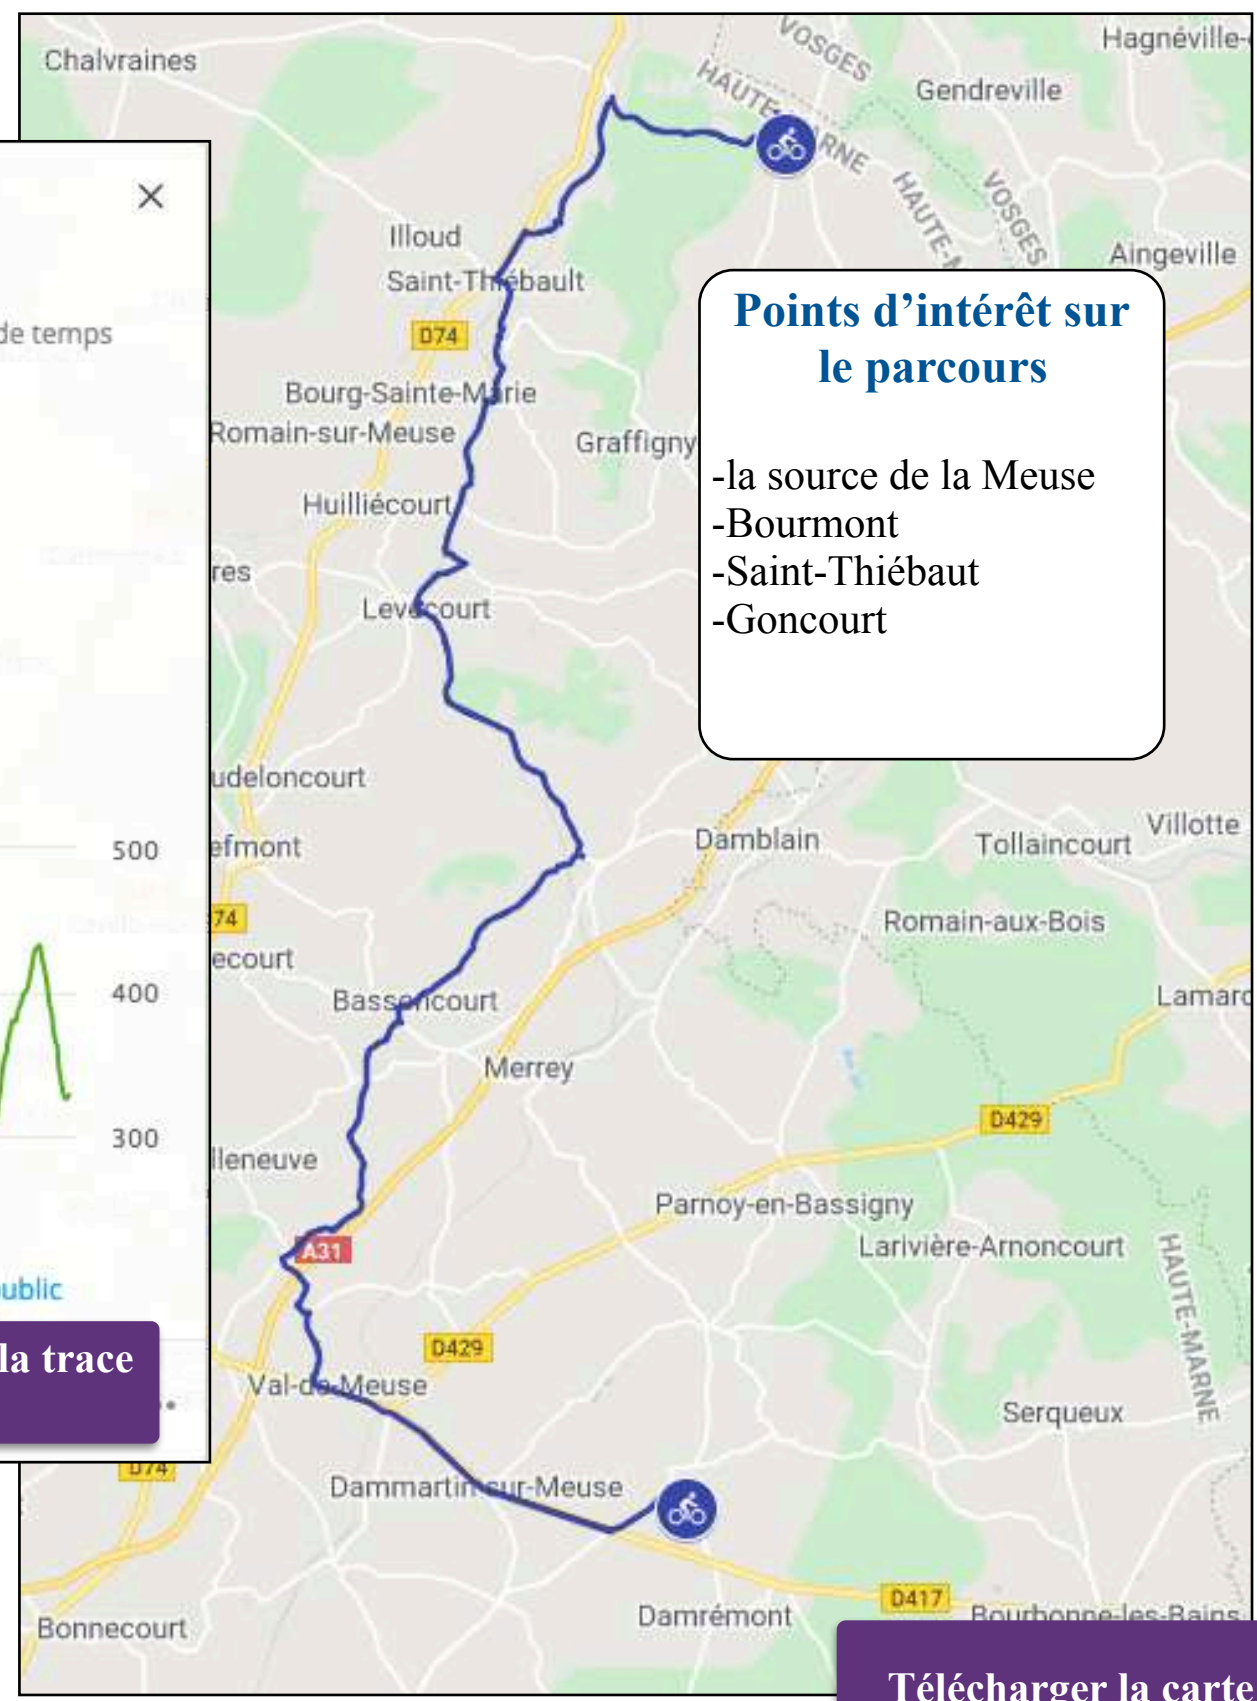 Chalvraines
VOSGES
Hagnéville-
HAUTE-MARNE
Gendreville
HAUTE-M
VOSGES
Illoud
Aingeville
Saint-Thiébault
de temps
D74
Points d’intérêt sur
le parcours
Bourg-Sainte-Marie
Romain-sur-Meuse
Graffigny
-la source de la Meuse
-Bourmont
-Saint-Thiébaut
-Goncourt
Huilliécourt
res
Levécourt
udeloncourt
500
efmont
Damblain
Tollaincourt
Villotte
74
Romain-aux-Bois
ecourt
400
Bassoncourt
Lamarc
Merrey
D429
300
lleneuve
Parnoy-en-Bassigny
A31
Larivière-Arnoncourt
HAUTE-MARNE
ublic
la trace
D429
Val-de-Meuse
Serqueux
D74
Dammartin-sur-Meuse
D417
Bonnecourt
Damrémont
Bourbonne-les-Bains
Télécharger la carte